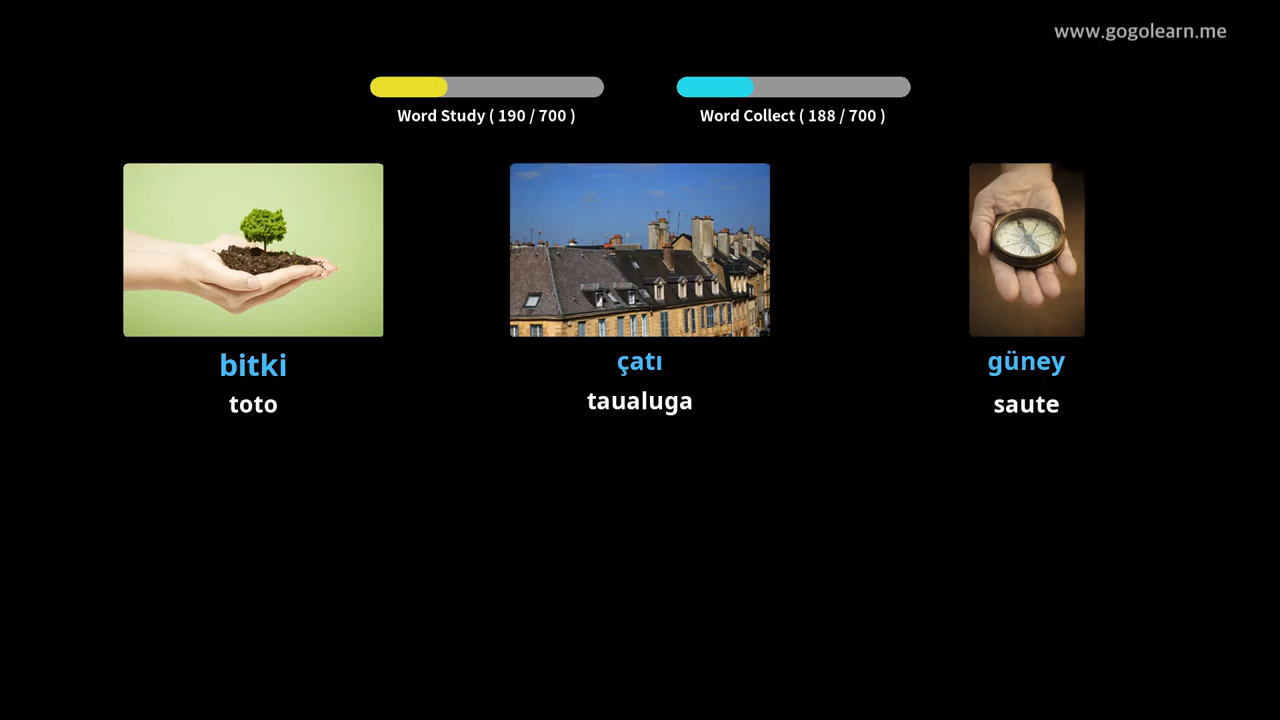 www.gogolearn.me
Word Study ( 190 / 700 )
Word Collect ( 188 / 700 )
bitki
toto
çatı
taualuga
güney
saute